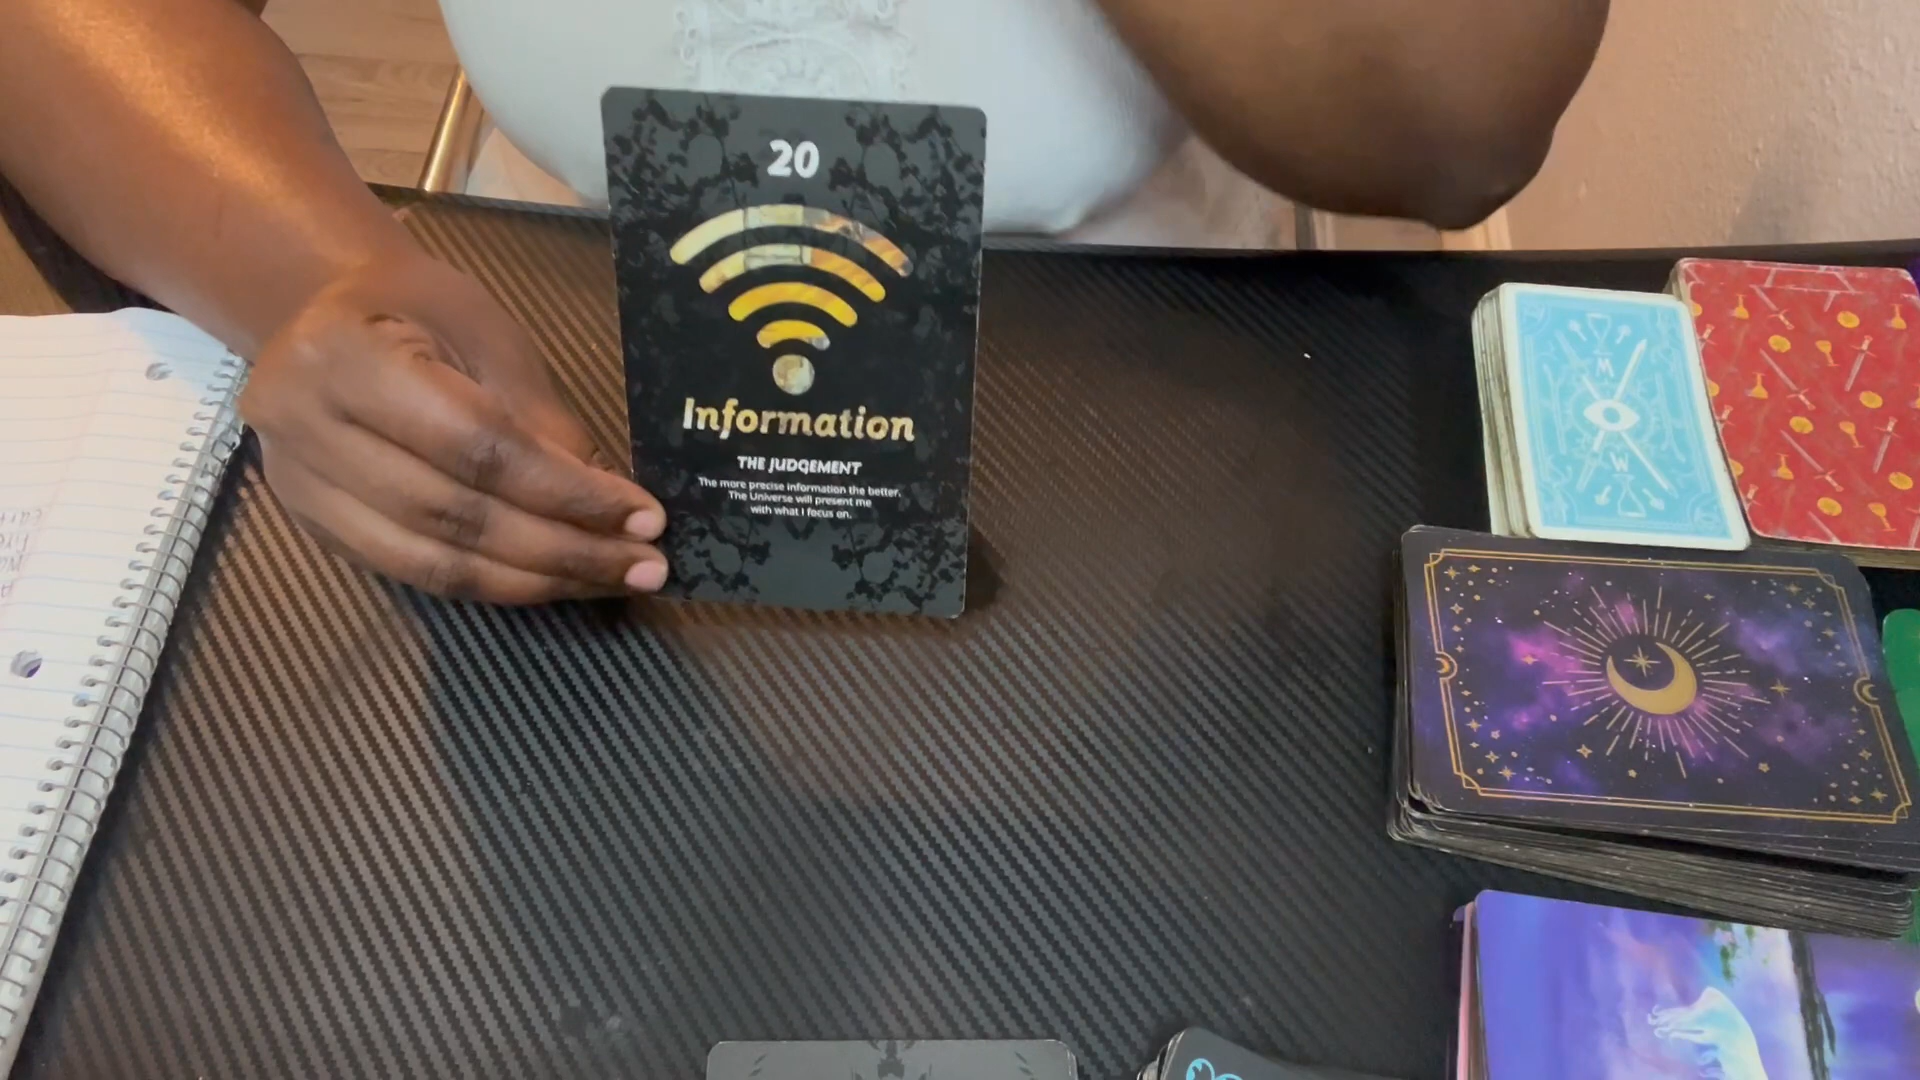 20
Information
THE JUDGEMENT
The more precise information the better.
The Universe will present me
with what I focus on.
M
W